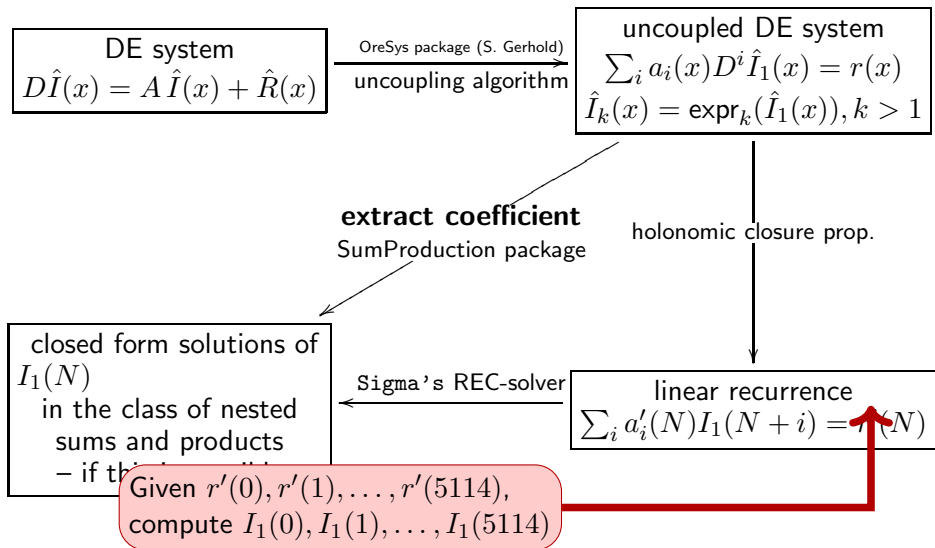 DE system
DÎ(x) = A Î(x) + R̂(x)
OreSys package (S. Gerhold)
uncoupling algorithm
uncoupled DE system
∑_i a_i(x)D^i Î_1(x) = r(x)
Î_k(x) = expr_k(Î_1(x)), k > 1
extract coefficient
SumProduction package
holonomic closure prop.
closed form solutions of
I_1(N)
in the class of nested
sums and products
– if th
Sigma's REC-solver
linear recurrence
∑_i a'_i(N)I_1(N + i) = (N)
Given r'(0), r'(1), . . . , r'(5114),
compute I_1(0), I_1(1), . . . , I_1(5114)